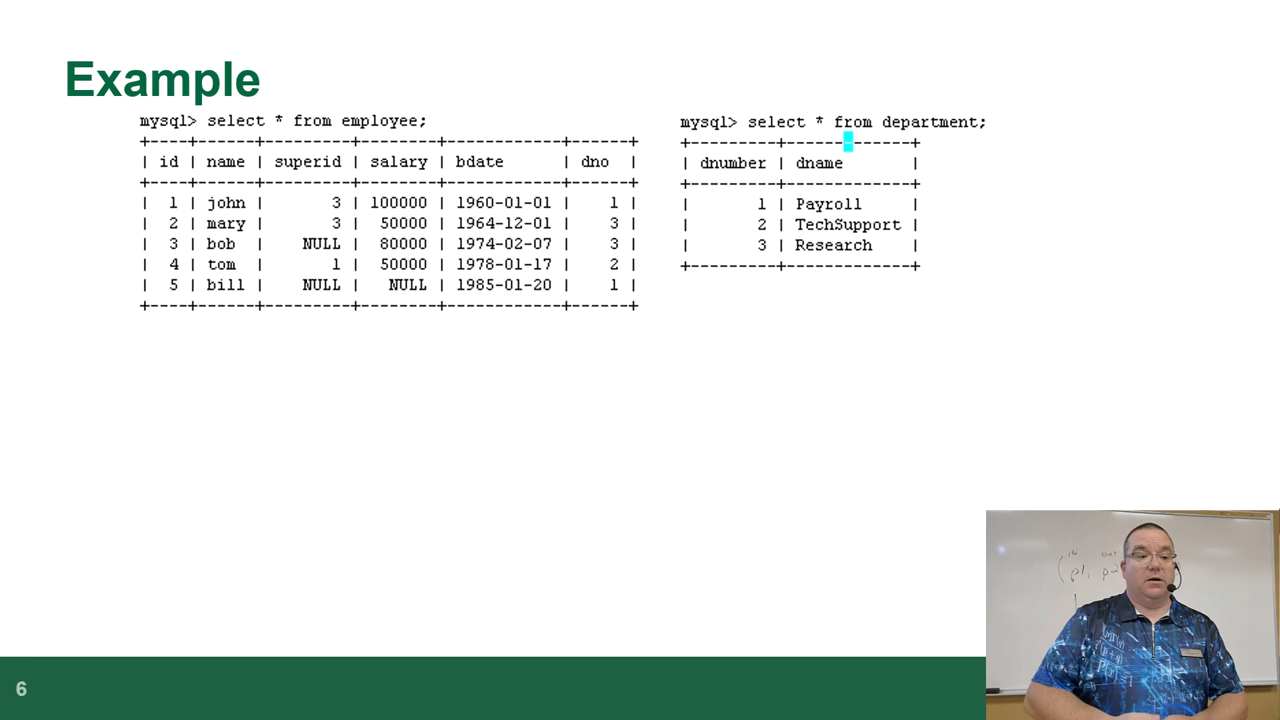 Example
mysql> select * from employee;
+----+------+---------+--------+------------+------+
| id | name | superid | salary | bdate      | dno  |
+----+------+---------+--------+------------+------+
|  1 | john |       3 | 100000 | 1960-01-01 |    1 |
|  2 | mary |       3 |  50000 | 1964-12-01 |    3 |
|  3 | bob  |    NULL |  80000 | 1974-02-07 |    3 |
|  4 | tom  |       1 |  50000 | 1978-01-17 |    2 |
|  5 | bill |    NULL |   NULL | 1985-01-20 |    1 |
+----+------+---------+--------+------------+------+
mysql> select * from department;
+---------+-------------+
| dnumber | dname       |
+---------+-------------+
|       1 | Payroll     |
|       2 | TechSupport |
|       3 | Research    |
+---------+-------------+
(p1, p2
6